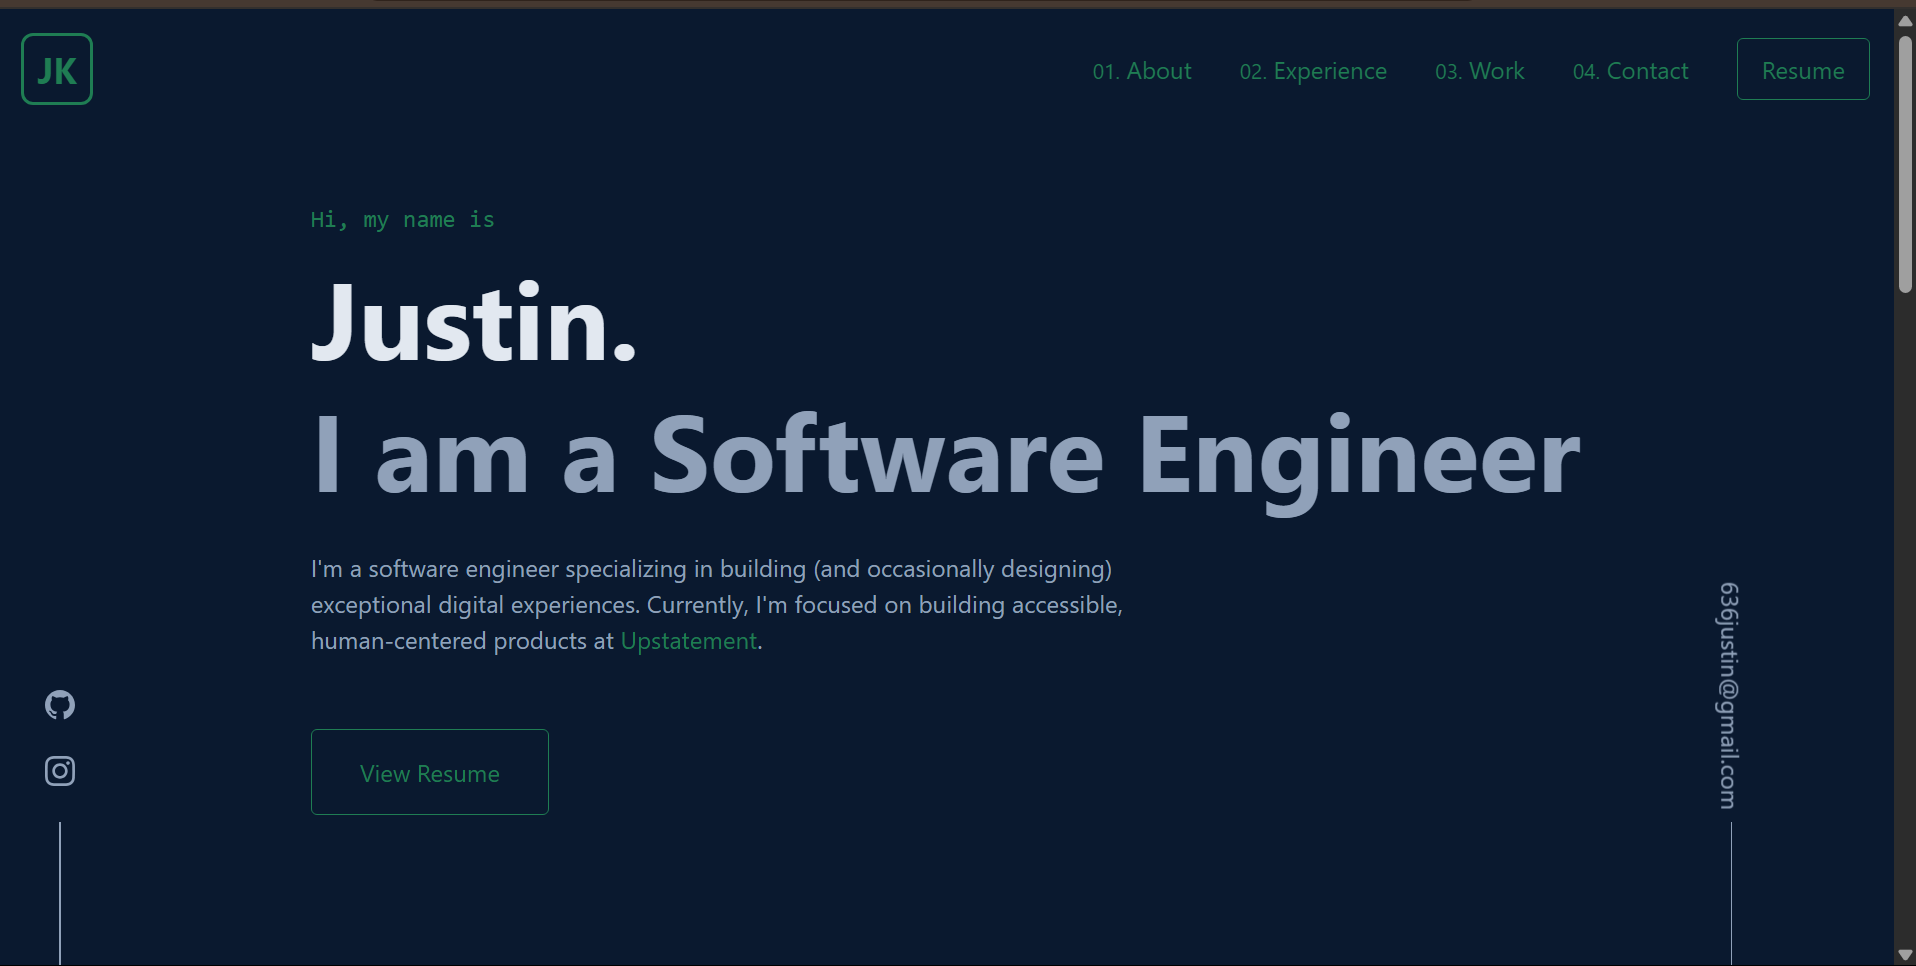 JK
01. About
02. Experience
03. Work
04. Contact
Resume
Hi, my name is
Justin.
I am a Software Engineer
I'm a software engineer specializing in building (and occasionally designing)
exceptional digital experiences. Currently, I'm focused on building accessible,
human-centered products at Upstatement.
View Resume
636justin@gmail.com